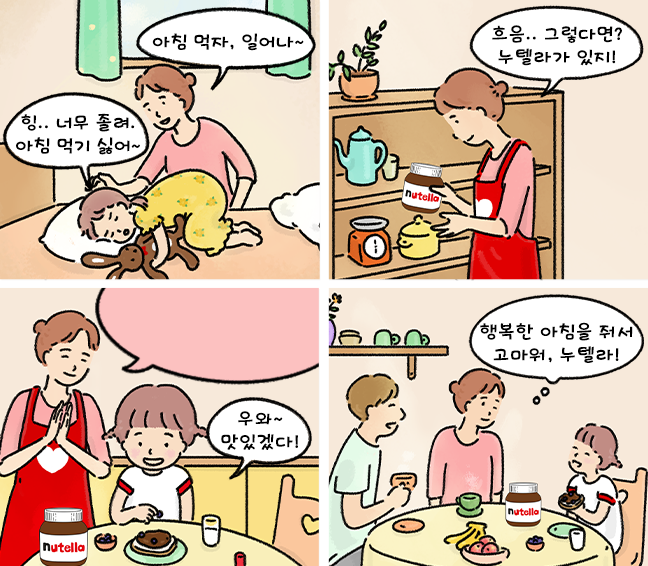 아침 먹자, 일어나~
힝.. 너무 졸려.
아침 먹기 싫어~
흐음.. 그렇다면?
누텔라가 있지!
nutella
우와~
맛있겠다!
nutella
행복한 아침을 줘서
고마워, 누텔라!
nutella